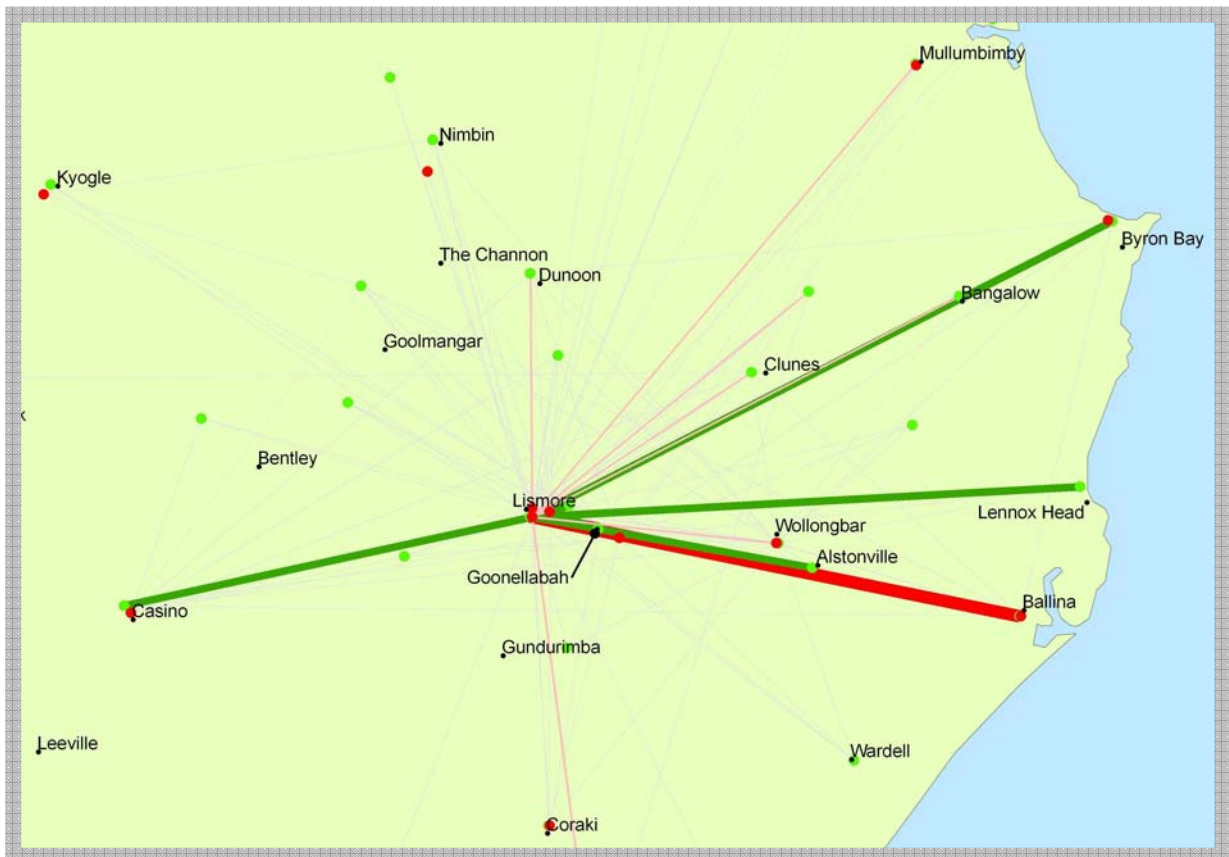 Mullumbimby
Nimbin
Kyogle
Byron Bay
The Channon
Dunoon
Bangalow
Goolmangar
Clunes
k
Bentley
Lismore
Lennox Head
Wollongbar
Alstonville
Goonellabah
Ballina
Casino
Gundurimba
Leeville
Wardell
Coraki